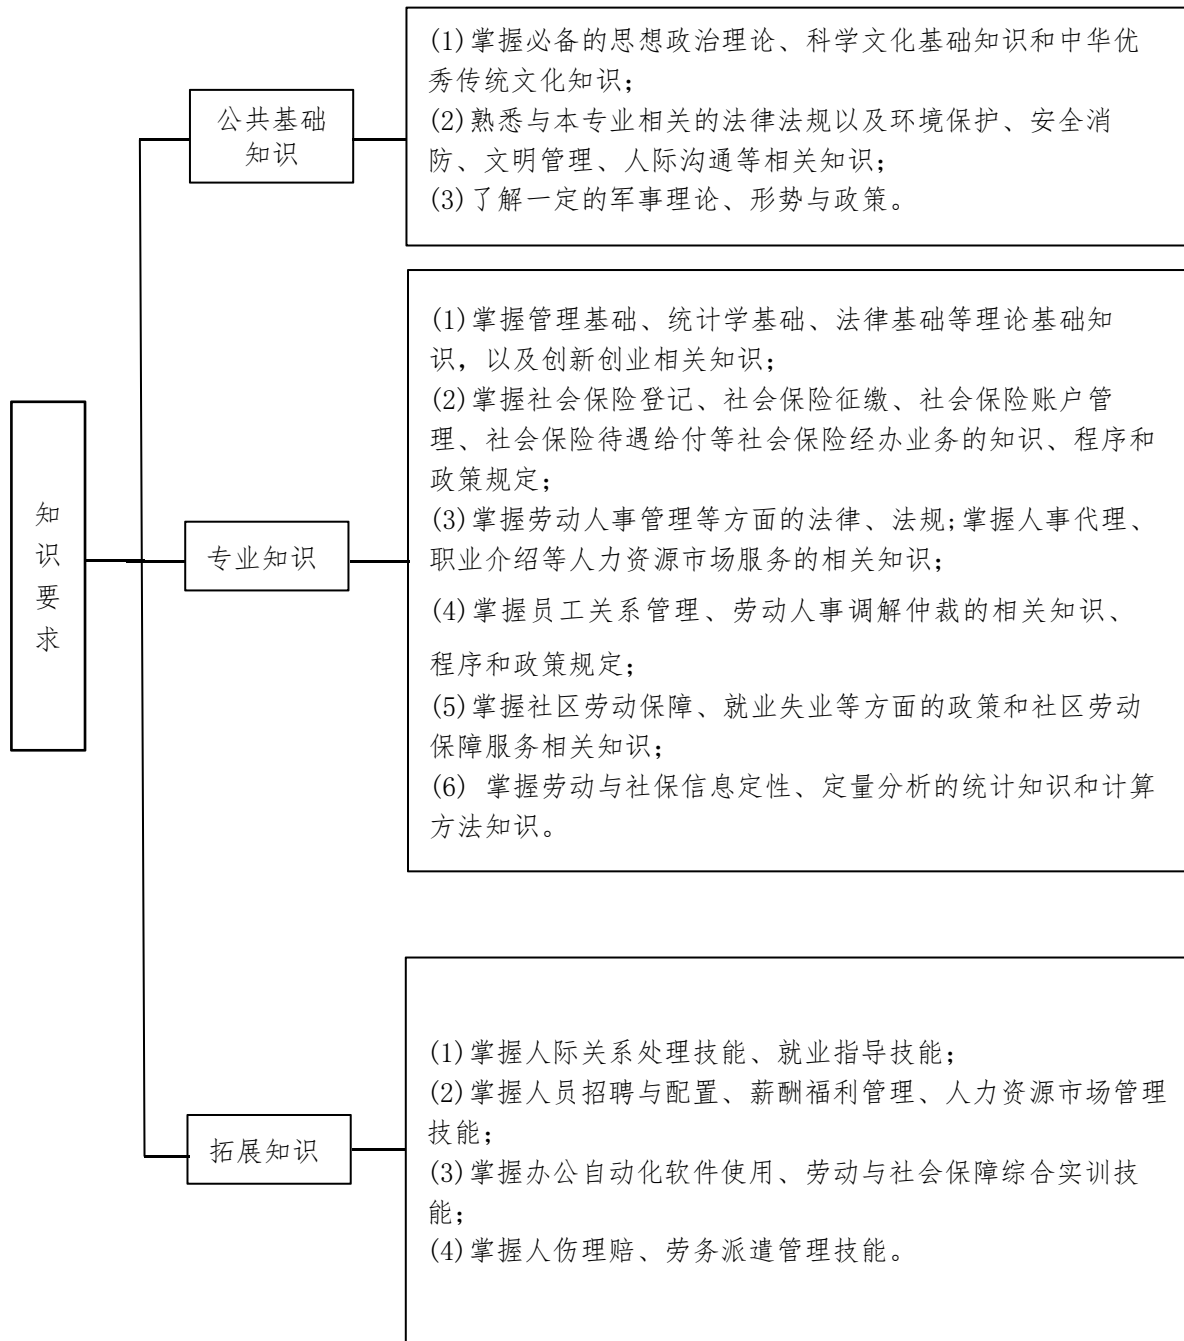 知识要求
公共基础
知识
(1)掌握必备的思想政治理论、科学文化基础知识和中华优
秀传统文化知识；
(2)熟悉与本专业相关的法律法规以及环境保护、安全消
防、文明管理、人际沟通等相关知识；
(3)了解一定的军事理论、形势与政策。
专业知识
(1)掌握管理基础、统计学基础、法律基础等理论基础知
识，以及创新创业相关知识；
(2)掌握社会保险登记、社会保险征缴、社会保险账户管
理、社会保险待遇给付等社会保险经办业务的知识、程序和
政策规定；
(3)掌握劳动人事管理等方面的法律、法规;掌握人事代理、
职业介绍等人力资源市场服务的相关知识；
(4)掌握员工关系管理、劳动人事调解仲裁的相关知识、
程序和政策规定；
(5)掌握社区劳动保障、就业失业等方面的政策和社区劳动
保障服务相关知识；
(6) 掌握劳动与社保信息定性、定量分析的统计知识和计算
方法知识。
拓展知识
(1)掌握人际关系处理技能、就业指导技能；
(2)掌握人员招聘与配置、薪酬福利管理、人力资源市场管理
技能；
(3)掌握办公自动化软件使用、劳动与社会保障综合实训技
能；
(4)掌握人伤理赔、劳务派遣管理技能。